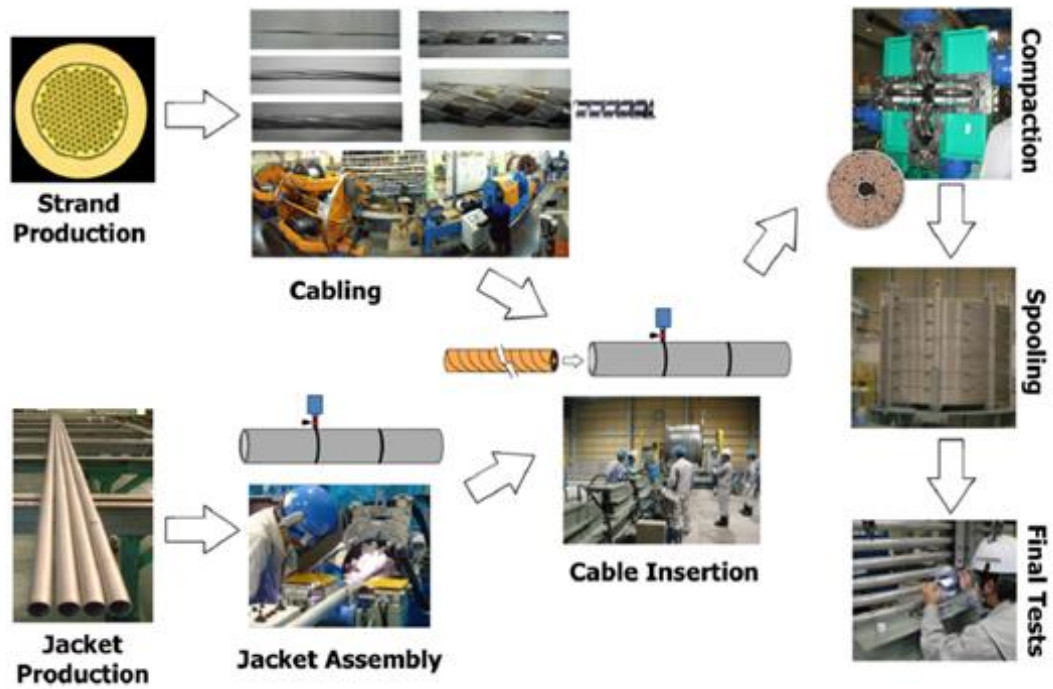 Strand
Production
Cabling
Jacket
Production
Jacket Assembly
Cable Insertion
Compaction
Spooling
Final Tests